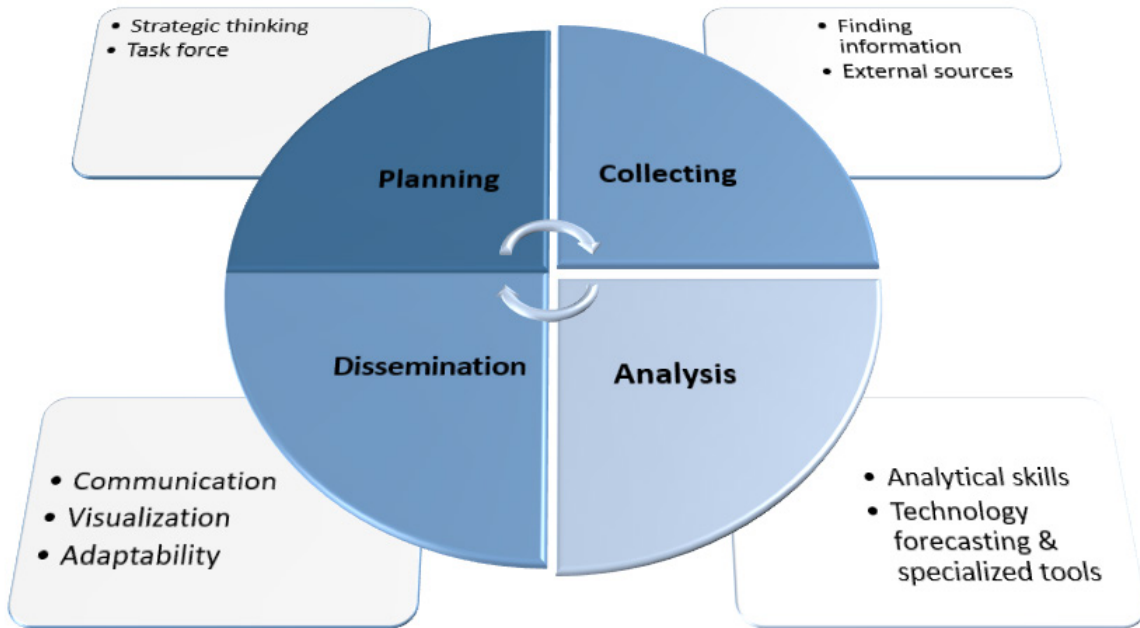 • Strategic thinking
• Task force
• Finding
information
• External sources
Planning
Collecting
Dissemination
Analysis
• Communication
• Visualization
• Adaptability
• Analytical skills
• Technology
forecasting &
specialized tools